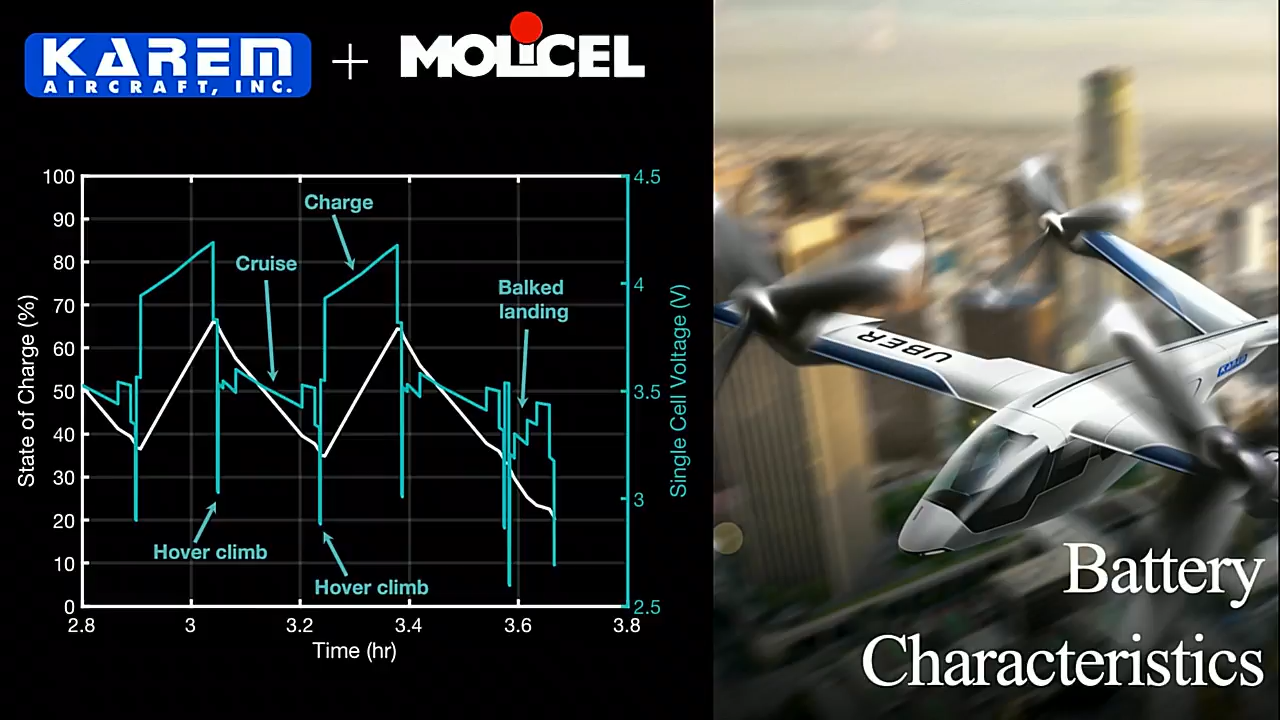 KAREM
AIRCRAFT, INC.
+
MOLICEL
100
90
80
70
60
50
40
30
20
10
0
State of Charge (%)
2.8
3
3.2
3.4
3.6
3.8
Time (hr)
4.5
4
3.5
3
2.5
Single Cell Voltage (V)
Charge
Cruise
Balked
landing
Hover climb
Hover climb
UBER
Battery
Characteristics